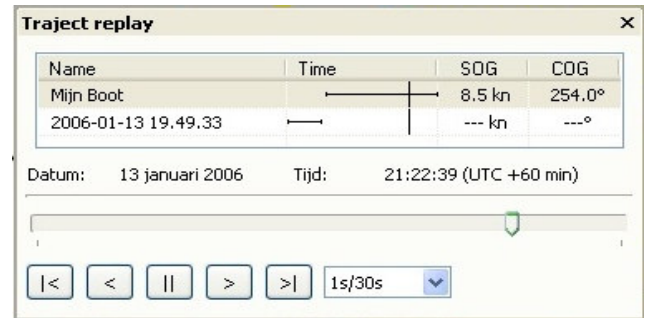 Traject replay
Name Time SOG COG
Mijn Boot 8.5 kn 254.0°
2006-01-13 19.49.33 --- kn ---°
Datum: 13 januari 2006 Tijd: 21:22:39 (UTC +60 min)
|< < || > >| 1s/30s